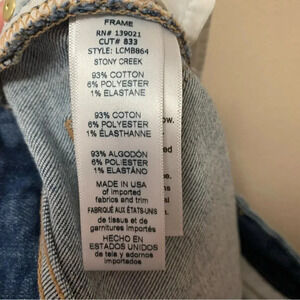 FRAME
RN# 139021
CUT# 833
STYLE: LCMB864
STONY CREEK
93% COTTON
6% POLYESTER
1% ELASTANE
93% COTON
6% POLYESTER
1% ÉLASTHANNE
93% ALGODÓN
6% POLIESTER
1% ELASTÁNO
MADE IN USA
of imported
fabrics and trim
FABRIQUÉ AUX ÉTATS-UNIS
de tissus et de
garnitures importés
HECHO EN
ESTADOS UNIDOS
de tela y adornos
importados